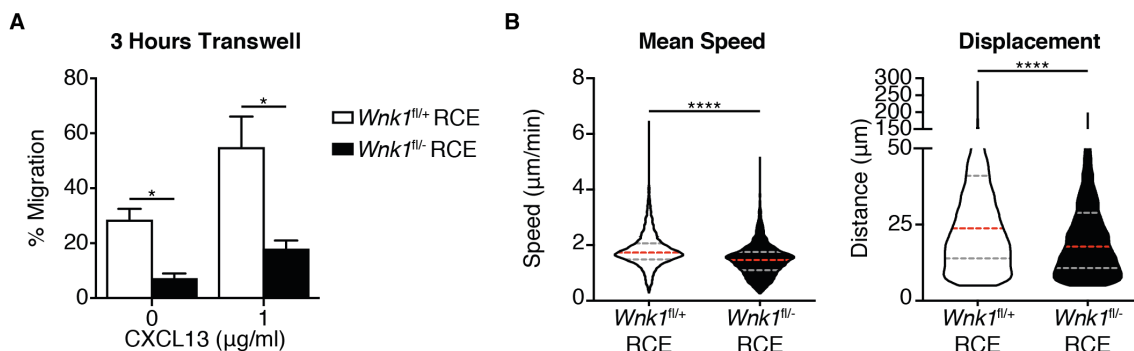 A
3 Hours Transwell
80
60
40
20
0
% Migration
*
*
0
1
CXCL13 (µg/ml)
Wnk1fl/+ RCE
Wnk1fl/- RCE
B
Mean Speed
8
6
4
2
0
Speed (µm/min)
****
Wnk1fl/+
RCE
Wnk1fl/-
RCE
Displacement
300
250
200
150
50
25
0
Distance (µm)
****
Wnk1fl/+
RCE
Wnk1fl/-
RCE